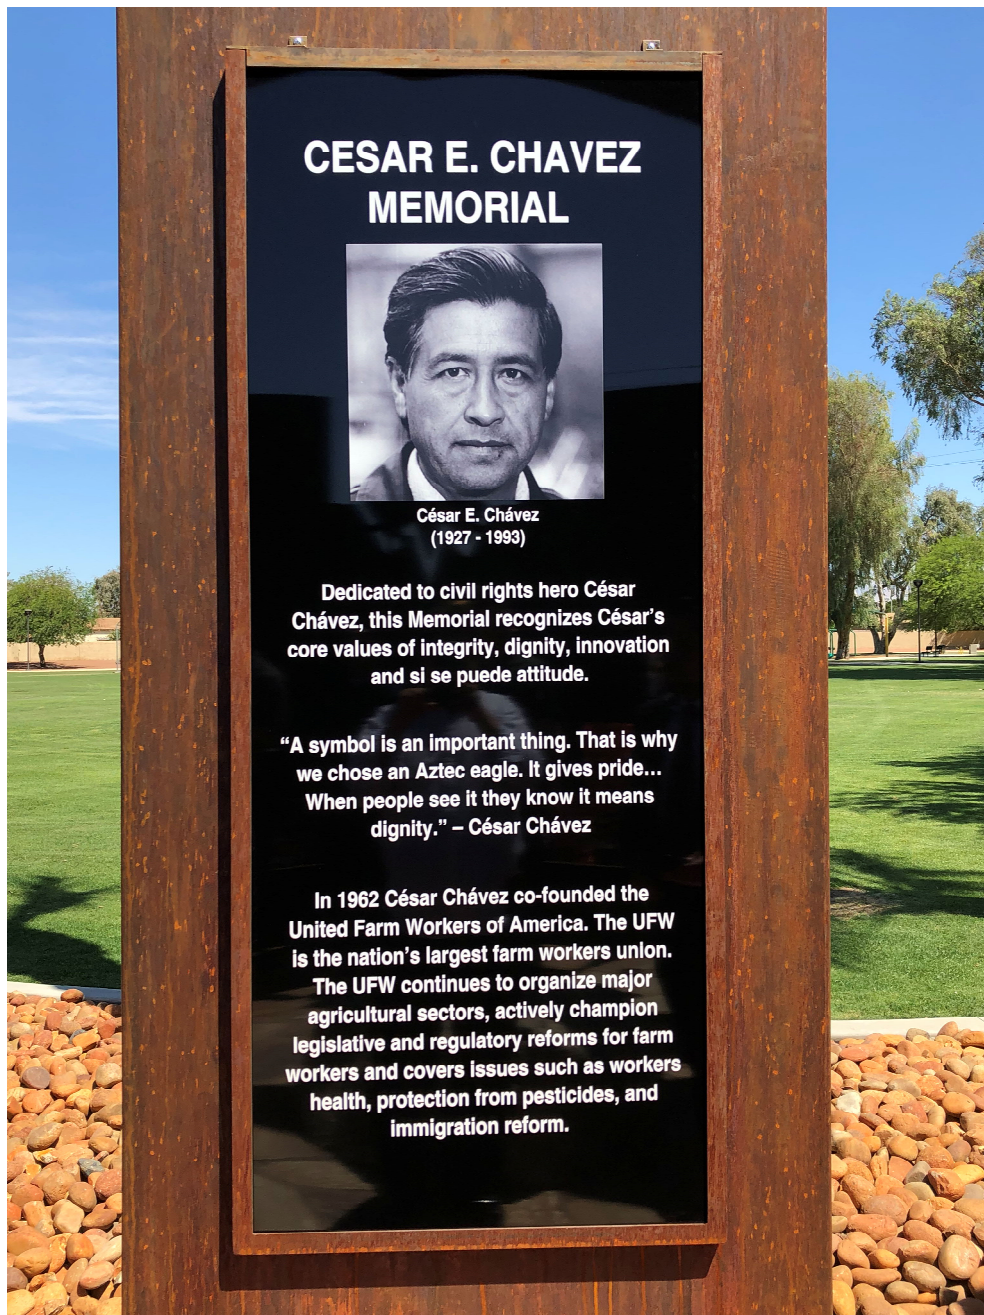 CESAR E. CHAVEZ
MEMORIAL
César E. Chávez
(1927 - 1993)
Dedicated to civil rights hero César
Chávez, this Memorial recognizes César's
core values of integrity, dignity, innovation
and si se puede attitude.
“A symbol is an important thing. That is why
we chose an Aztec eagle. It gives pride...
When people see it they know it means
dignity.” – César Chávez
In 1962 César Chávez co-founded the
United Farm Workers of America. The UFW
is the nation's largest farm workers union.
The UFW continues to organize major
agricultural sectors, actively champion
legislative and regulatory reforms for farm
workers and covers issues such as workers
health, protection from pesticides, and
immigration reform.